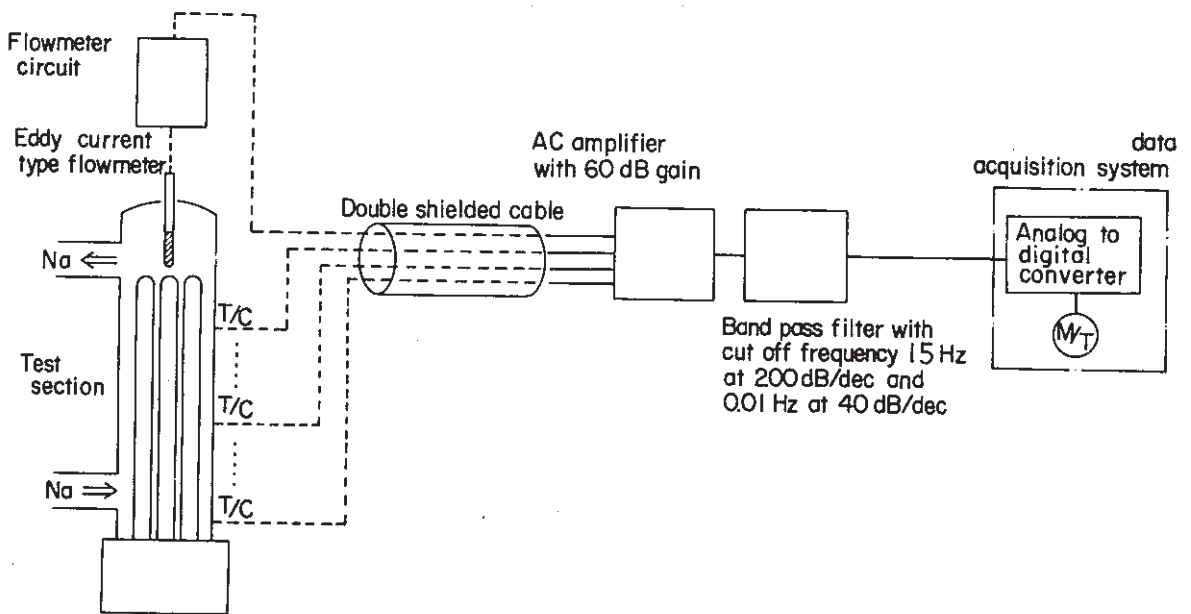 Flowmeter
circuit
Eddy current
type flowmeter
AC amplifier
with 60 dB gain
data
acquisition system
Double shielded cable
Analog to
digital
converter
M/T
Na
T/C
Band pass filter with
cut off frequency 15 Hz
at 200 dB/dec and
0.01 Hz at 40 dB/dec
Test
section
T/C
Na
T/C